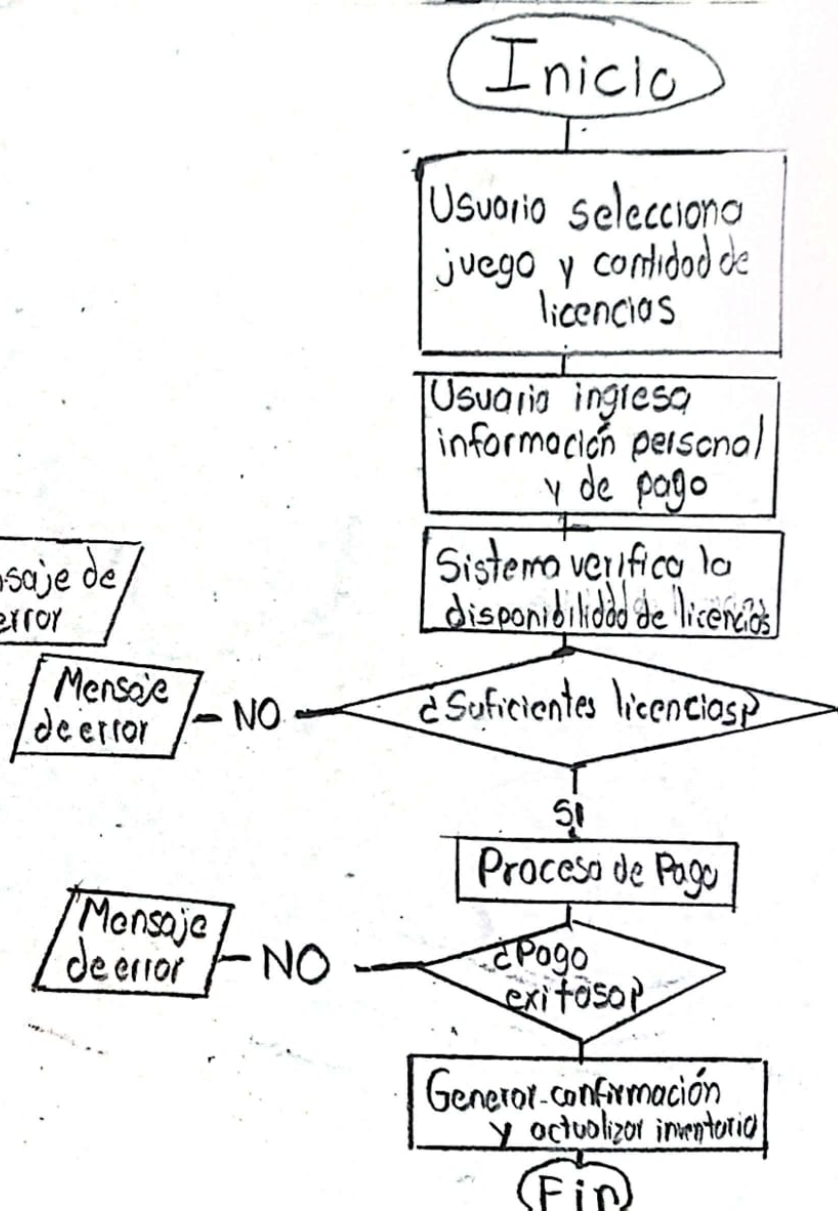 Inicio
Usuario selecciona
juego y cantidad de
licencias
Usuario ingresa
información personal
y de pago
Sistema verifica la
disponibilidad de licencias
saje de
error
Mensaje
de error
NO
¿Suficientes licencias?
SI
Proceso de Pago
Mensaje
de error
NO
¿Pago
exitoso?
Generar confirmación
y actualizar inventario
Fin